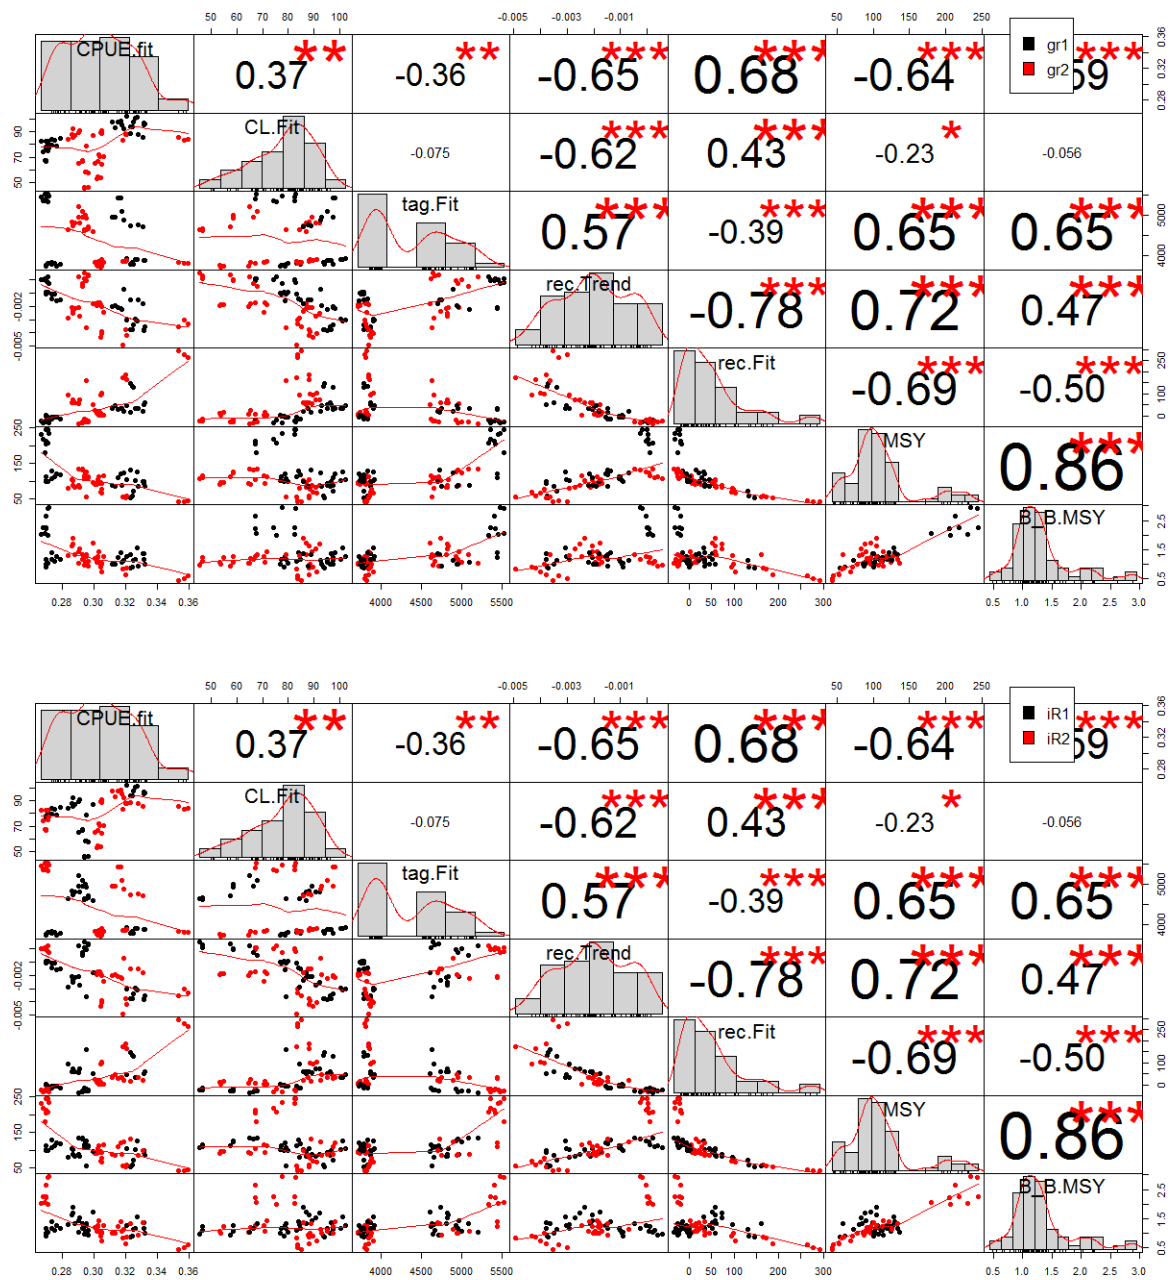 50 60 70 80 90 100 -0.005 -0.003 -0.001 50 100 150 200 250
CPUE.fit 0.37 ** -0.36 ** -0.65 *** 0.68 *** -0.64 *** 59 *** 0.28 0.32 0.36
gr1
gr2
50 70 90 CL.Fit -0.075 -0.62 *** 0.43 *** -0.23 * -0.056
tag.Fit 0.57 *** -0.39 *** 0.65 *** 0.65 *** 4000 5000
-0.005 -0.002 rec.Trend -0.78 *** 0.72 *** 0.47 ***
rec.Fit -0.69 *** -0.50 *** 0 100 250
50 150 250 MSY 0.86 ***
B_B.MSY 0.5 1.5 2.5
0.28 0.30 0.32 0.34 0.36 4000 4500 5000 5500 0 50 100 200 300 0.5 1.0 1.5 2.0 2.5 3.0
50 60 70 80 90 100 -0.005 -0.003 -0.001 50 100 150 200 250
CPUE.fit 0.37 ** -0.36 ** -0.65 *** 0.68 *** -0.64 *** 59 *** 0.28 0.32 0.36
iR1
iR2
50 70 90 CL.Fit -0.075 -0.62 *** 0.43 *** -0.23 * -0.056
tag.Fit 0.57 *** -0.39 *** 0.65 *** 0.65 *** 4000 5000
-0.005 -0.002 rec.Trend -0.78 *** 0.72 *** 0.47 ***
rec.Fit -0.69 *** -0.50 *** 0 100 250
50 150 250 MSY 0.86 ***
B_B.MSY 0.5 1.5 2.5
0.28 0.30 0.32 0.34 0.36 4000 4500 5000 5500 0 50 100 200 300 0.5 1.0 1.5 2.0 2.5 3.0